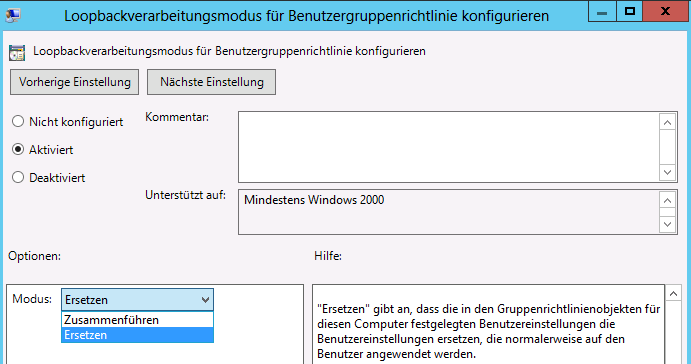 Loopbackverarbeitungsmodus für Benutzergruppenrichtlinie konfigurieren
Loopbackverarbeitungsmodus für Benutzergruppenrichtlinie konfigurieren
Vorherige Einstellung Nächste Einstellung
Nicht konfiguriert Kommentar:
Aktiviert
Deaktiviert
Unterstützt auf: Mindestens Windows 2000
Optionen: Hilfe:
Modus: Ersetzen
Zusammenführen
Ersetzen
"Ersetzen" gibt an, dass die in den Gruppenrichtlinienobjekten für
diesen Computer festgelegten Benutzereinstellungen die
Benutzereinstellungen ersetzen, die normalerweise auf den
Benutzer angewendet werden.